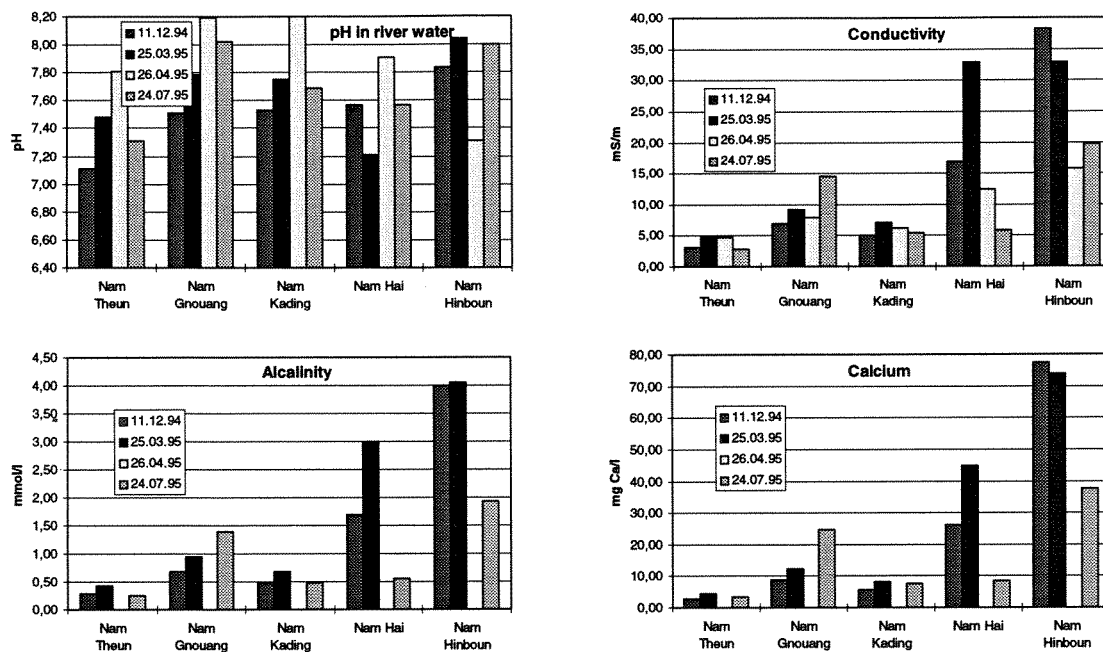 pH in river water
pH
8,20
8,00
7,80
7,60
7,40
7,20
7,00
6,80
6,60
6,40
11.12.94
25.03.95
26.04.95
24.07.95
Nam Theun
Nam Gnouang
Nam Kading
Nam Hai
Nam Hinboun
Conductivity
mS/m
40,00
35,00
30,00
25,00
20,00
15,00
10,00
5,00
0,00
11.12.94
25.03.95
26.04.95
24.07.95
Nam Theun
Nam Gnouang
Nam Kading
Nam Hai
Nam Hinboun
Alcalinity
mmol/l
4,50
4,00
3,50
3,00
2,50
2,00
1,50
1,00
0,50
0,00
11.12.94
25.03.95
26.04.95
24.07.95
Nam Theun
Nam Gnouang
Nam Kading
Nam Hai
Nam Hinboun
Calcium
mg Ca/l
80,00
70,00
60,00
50,00
40,00
30,00
20,00
10,00
0,00
11.12.94
25.03.95
26.04.95
24.07.95
Nam Theun
Nam Gnouang
Nam Kading
Nam Hai
Nam Hinboun